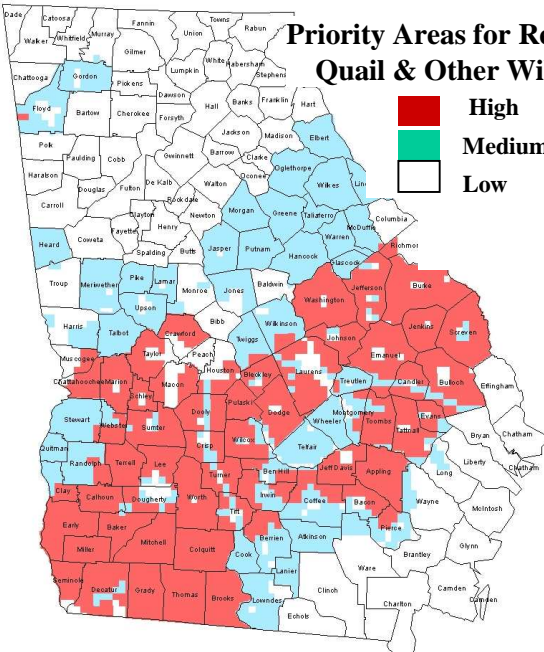 Priority Areas for Re
Quail & Other Wi
High
Medium
Low
Dade
Catoosa
Fannin
Towns
Rabun
Walker
Whitfield
Murray
Union
Gilmer
White
Habersham
Lumpkin
Stephens
Chattooga
Gordon
Pickens
Dawson
Hall
Banks
Franklin
Hart
Floyd
Bartow
Cherokee
Forsyth
Jackson
Madison
Elbert
Polk
Paulding
Cobb
Gwinnett
Barrow
Clarke
Oglethorpe
Haralson
Douglas
Fulton
De Kalb
Walton
Oconee
Wilkes
Lin
Carroll
Rockdale
Morgan
Greene
Taliaferro
Columbia
Clayton
Newton
McDuffie
Fayette
Henry
Heard
Coweta
Spalding
Butts
Jasper
Putnam
Hancock
Warren
Richmor
Glascock
Troup
Meriwether
Pike
Lamar
Monroe
Jones
Baldwin
Washington
Jefferson
Burke
Upson
Harris
Talbot
Bibb
Wilkinson
Jenkins
Screven
Crawford
Twiggs
Johnson
Muscogee
Taylor
Peach
Houston
Emanuel
Chattahoochee
Marion
Macon
Bleckley
Laurens
Treutlen
Candler
Bulloch
Effingham
Schley
Dooly
Pulaski
Dodge
Montgomery
Evans
Stewart
Webster
Sumter
Wheeler
Toombs
Tattnall
Bryan
Chatham
Quitman
Crisp
Wilcox
Telfair
Randolph
Terrell
Lee
Turner
Ben Hill
Jeff Davis
Appling
Long
Liberty
Chatham
Clay
Calhoun
Dougherty
Worth
Tift
Irwin
Coffee
Bacon
Wayne
McIntosh
Early
Baker
Mitchell
Colquitt
Berrien
Atkinson
Pierce
Miller
Cook
Ware
Brantley
Glynn
Seminole
Decatur
Grady
Thomas
Brooks
Lanier
Clinch
Camden
Camden
Lowndes
Echols
Charlton